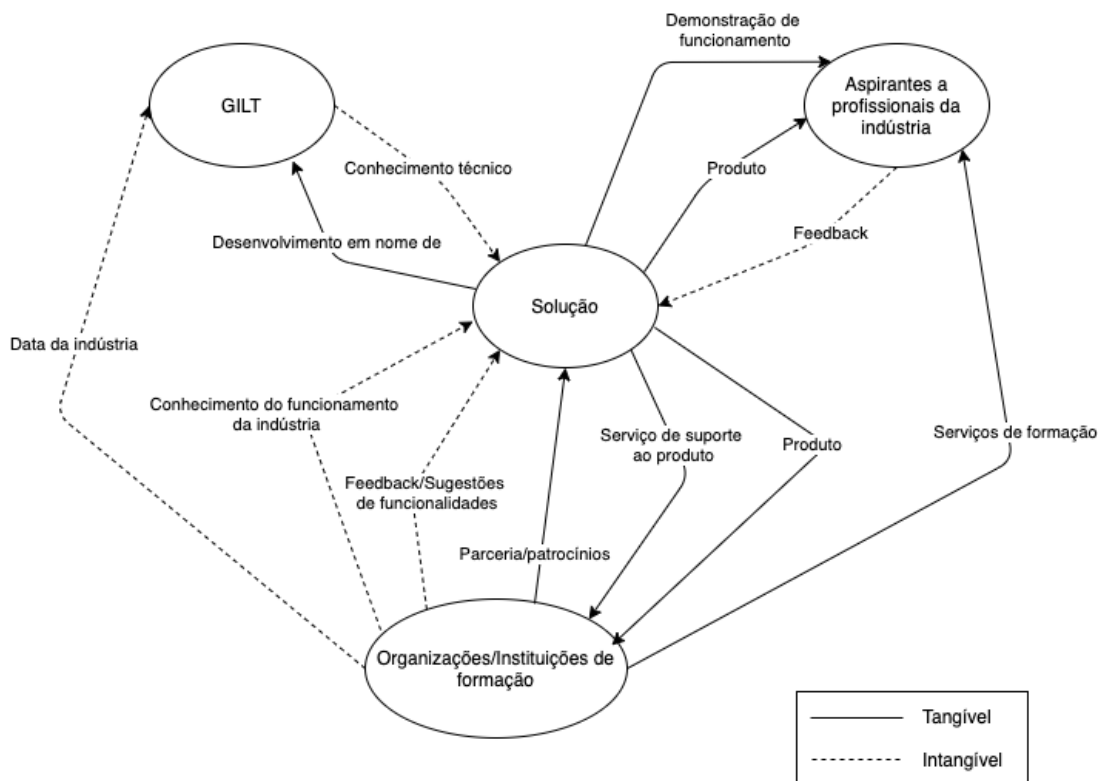 Demonstração de
funcionamento
GILT
Aspirantes a
profissionais da
indústria
Conhecimento técnico
Produto
Desenvolvimento em nome de
Feedback
Solução
Data da indústria
Conhecimento do funcionamento
da indústria
Serviço de suporte
ao produto
Produto
Serviços de formação
Feedback/Sugestões
de funcionalidades
Parceria/patrocínios
Organizações/Instituições de
formação
Tangível
Intangível